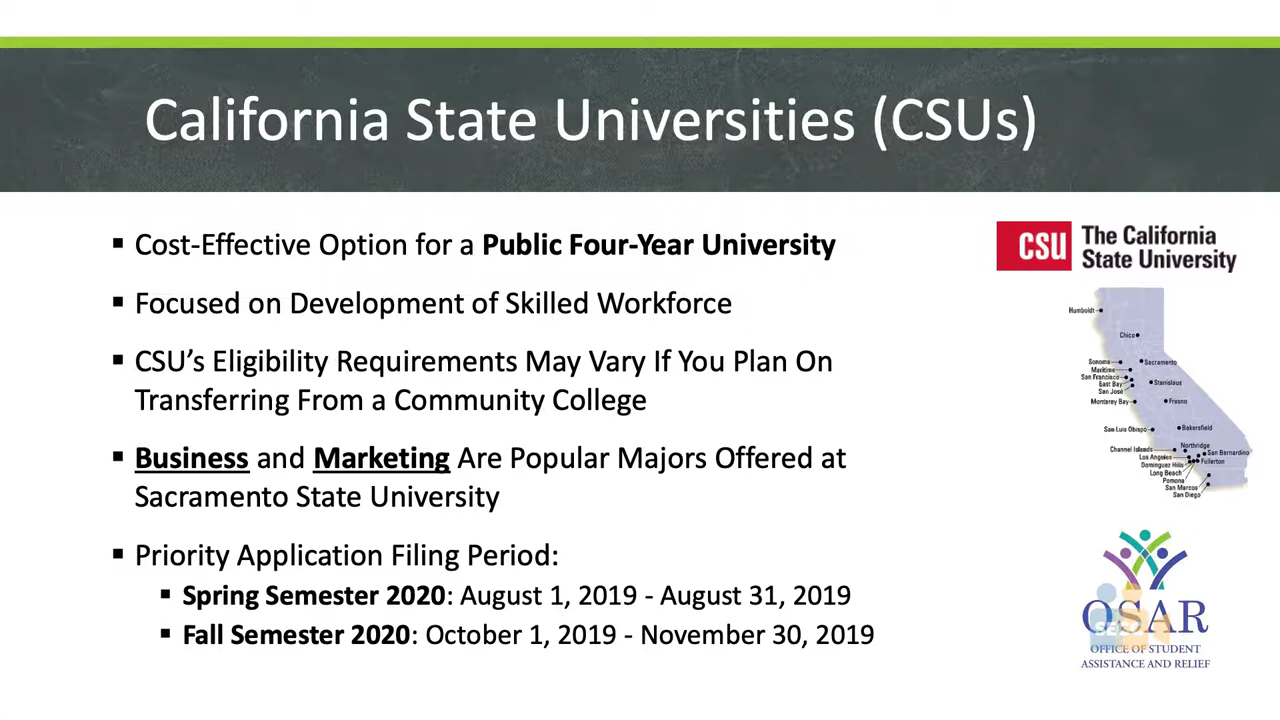 California State Universities (CSUs)
▪ Cost-Effective Option for a Public Four-Year University
▪ Focused on Development of Skilled Workforce
▪ CSU's Eligibility Requirements May Vary If You Plan On
Transferring From a Community College
▪ Business and Marketing Are Popular Majors Offered at
Sacramento State University
▪ Priority Application Filing Period:
▪ Spring Semester 2020: August 1, 2019 - August 31, 2019
▪ Fall Semester 2020: October 1, 2019 - November 30, 2019
CSU The California
State University
Humboldt
Chico
Sonoma
Sacramento
Maritime
San Francisco
East Bay
Stanislaus
San José
Monterey Bay
Fresno
San Luis Obispo
Bakersfield
Northridge
Channel Islands
San Bernardino
Los Angeles
Fullerton
Dominguez Hills
Long Beach
Pomona
San Marcos
San Diego
OSAR
OFFICE OF STUDENT
ASSISTANCE AND RELIEF